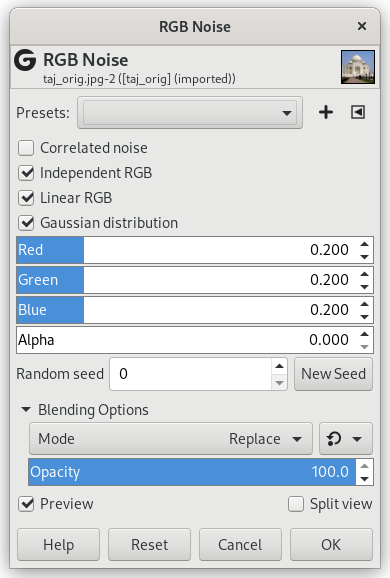 RGB Noise
RGB Noise
taj_orig.jpg-2 ([taj_orig] (imported))
Presets:
Correlated noise
Independent RGB
Linear RGB
Gaussian distribution
Red 0.200
Green 0.200
Blue 0.200
Alpha 0.000
Random seed 0 New Seed
Blending Options
Mode Replace
Opacity 100.0
Preview Split view
Help Reset Cancel OK